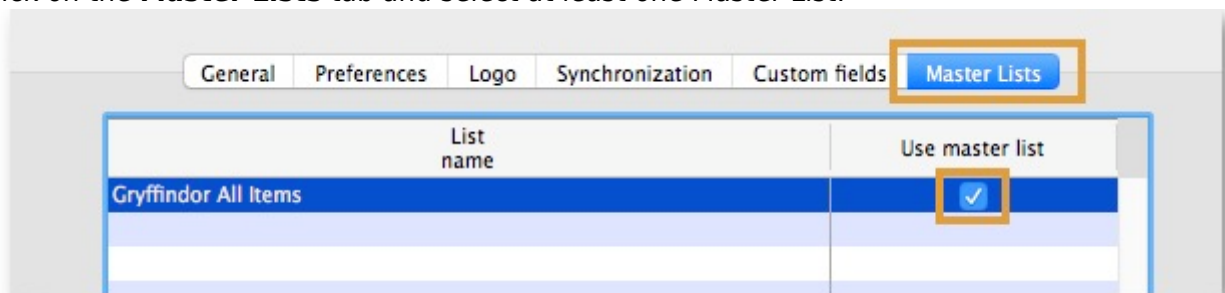 General Preferences Logo Synchronization Custom fields Master Lists
List
name
Use master list
Gryffindor All Items